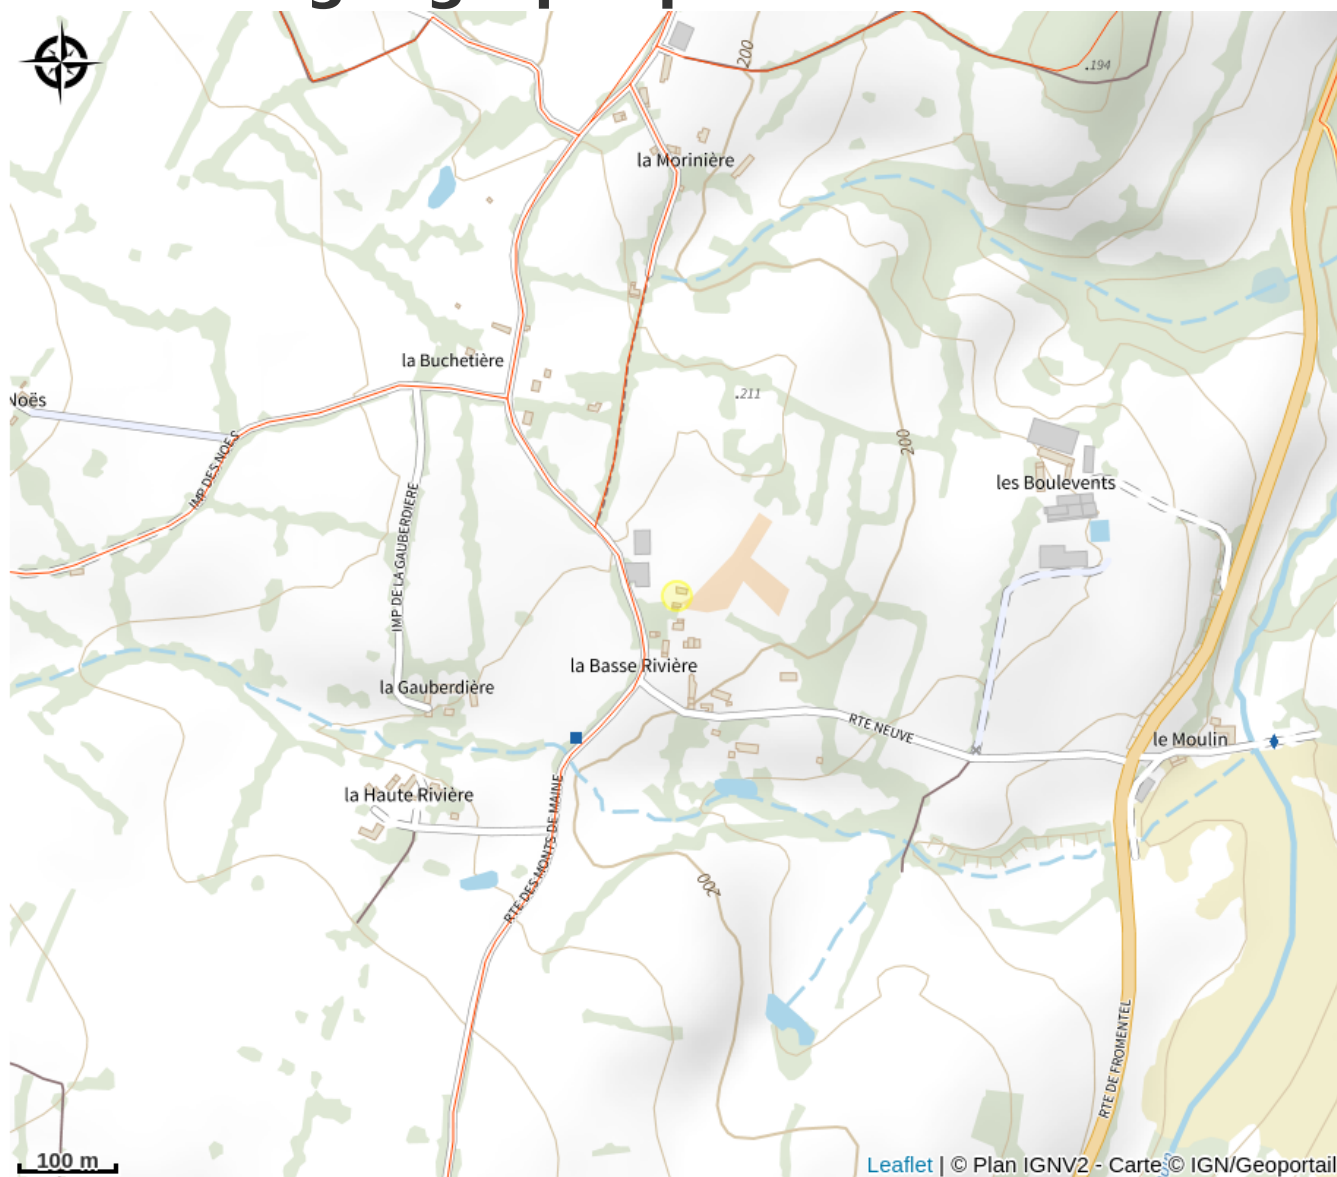 200
.194
la Morinière
la Buchetière
.211
Noës
200
IMP DES NOES
les Boulevents
IMP DE LA GAUBERDIERE
la Basse Rivière
la Gauberdière
RTE NEUVE
le Moulin
la Haute Rivière
RTE DES MONTS DE MAINE
200
RTE DE FROMENTEL
100 m
Leaflet | © Plan IGNV2 - Carte © IGN/Geoportail